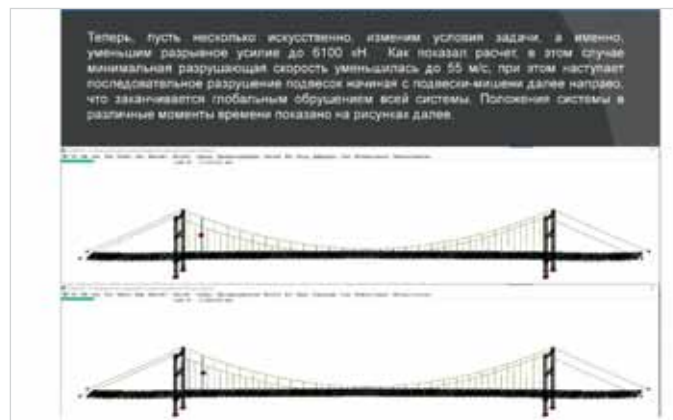 Теперь, пусть несколько искусственно, изменим условия задачи, а именно,
уменьшим разрывное усилие до 6100 кН. Как показал расчет, в этом случае
минимальная разрушающая скорость уменьшилась до 55 м/с, при этом наступает
последовательное разрушение подвесок начиная с подвески-мишени далее направо,
что заканчивается глобальным обрушением всей системы. Положения системы в
различные моменты времени показано на рисунках далее.